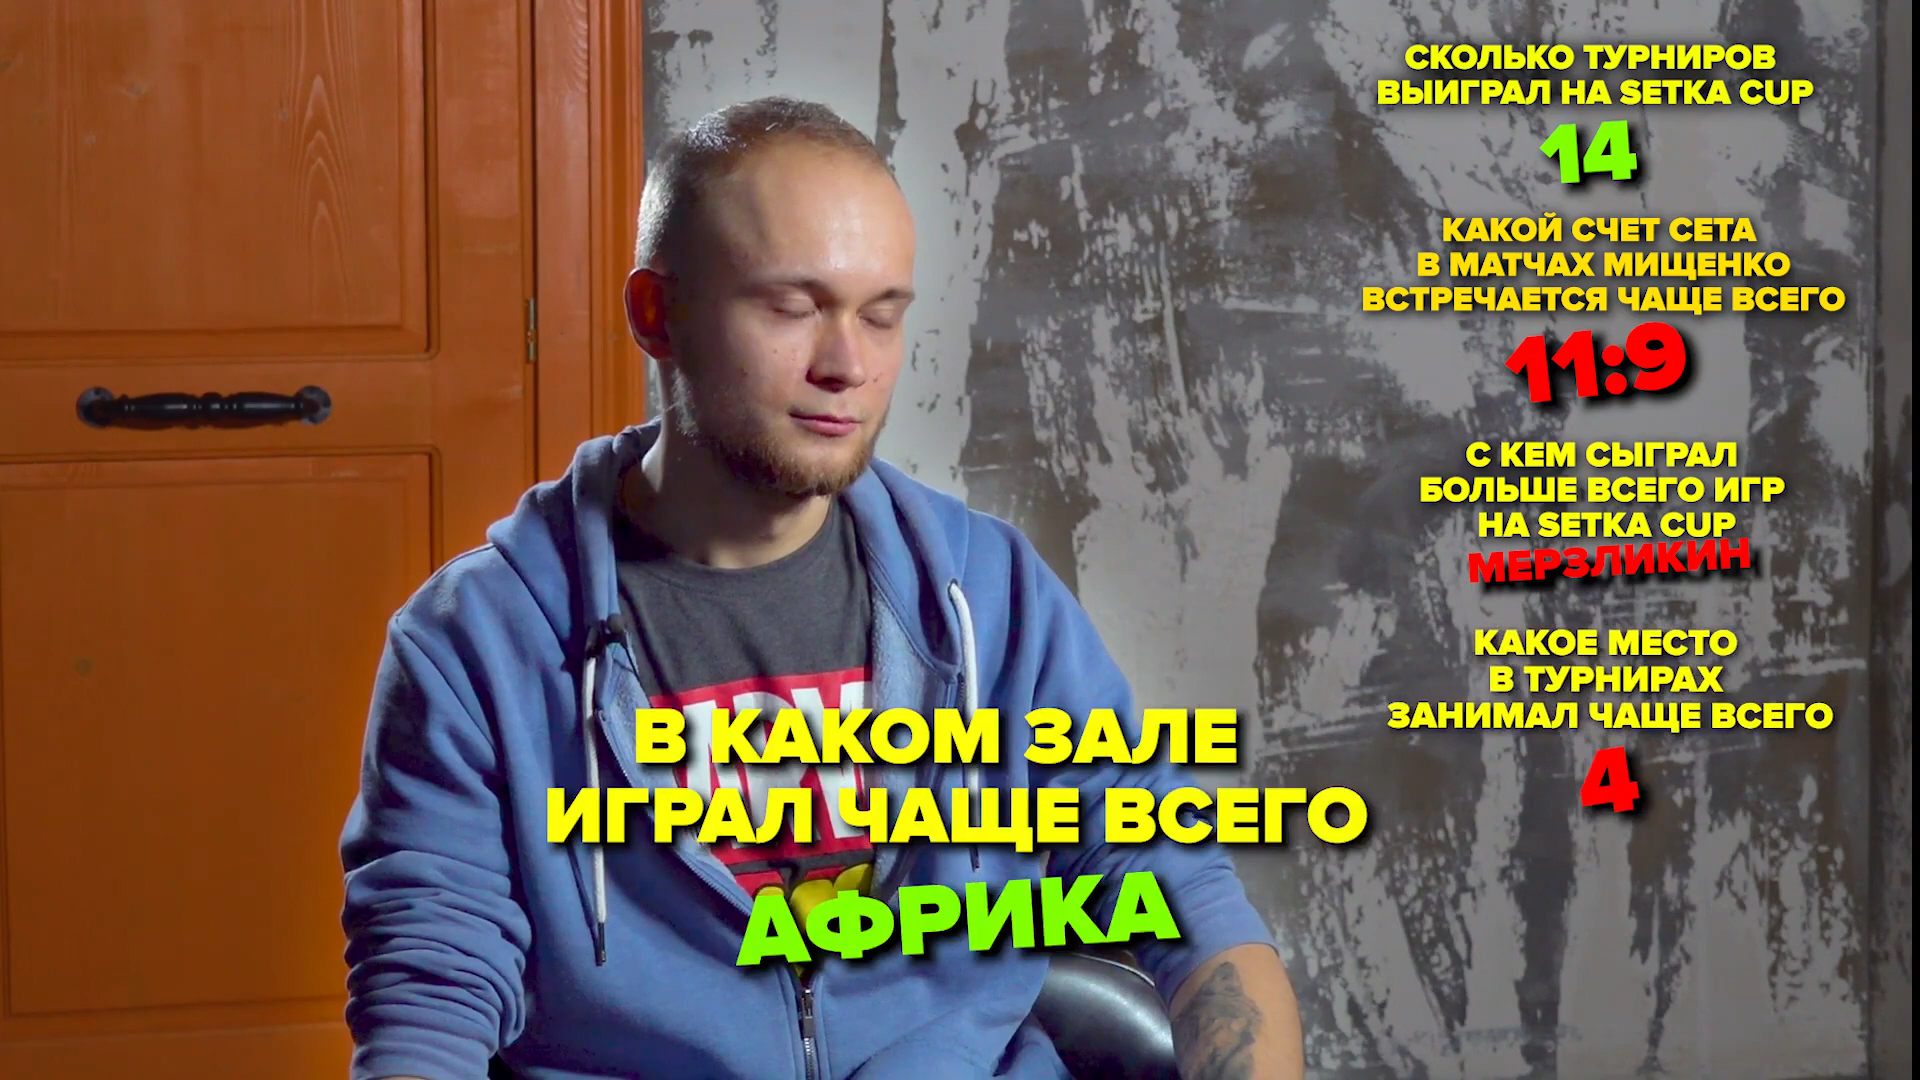 СКОЛЬКО ТУРНИРОВ
ВЫИГРАЛ НА SETKA CUP
14
КАКОЙ СЧЕТ СЕТА
В МАТЧАХ МИЩЕНКО
ВСТРЕЧАЕТСЯ ЧАЩЕ ВСЕГО
11:9
С КЕМ СЫГРАЛ
БОЛЬШЕ ВСЕГО ИГР
НА SETKA CUP
МЕРЗЛИКИН
КАКОЕ МЕСТО
В ТУРНИРАХ
ЗАНИМАЛ ЧАЩЕ ВСЕГО
4
В КАКОМ ЗАЛЕ
ИГРАЛ ЧАЩЕ ВСЕГО
АФРИКА